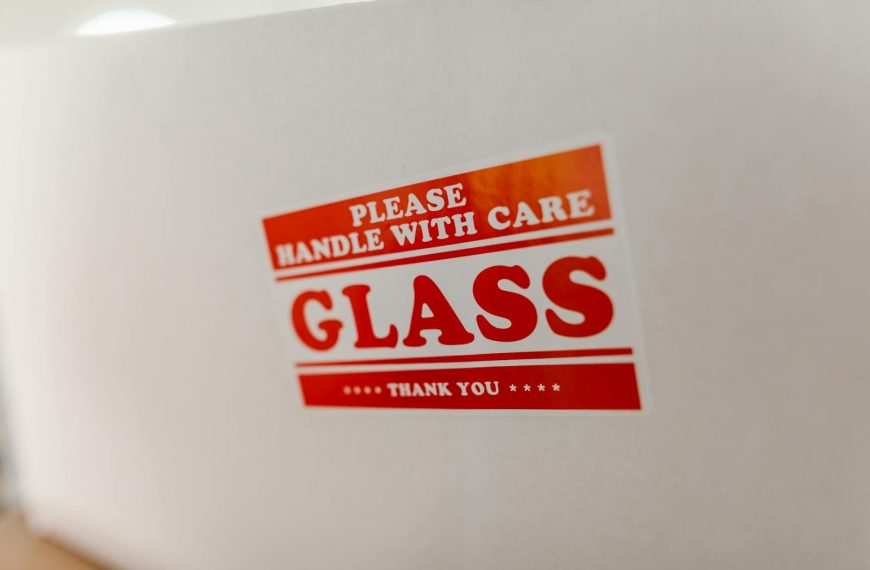 PLEASE
HANDLE WITH CARE
GLASS
**** THANK YOU ****